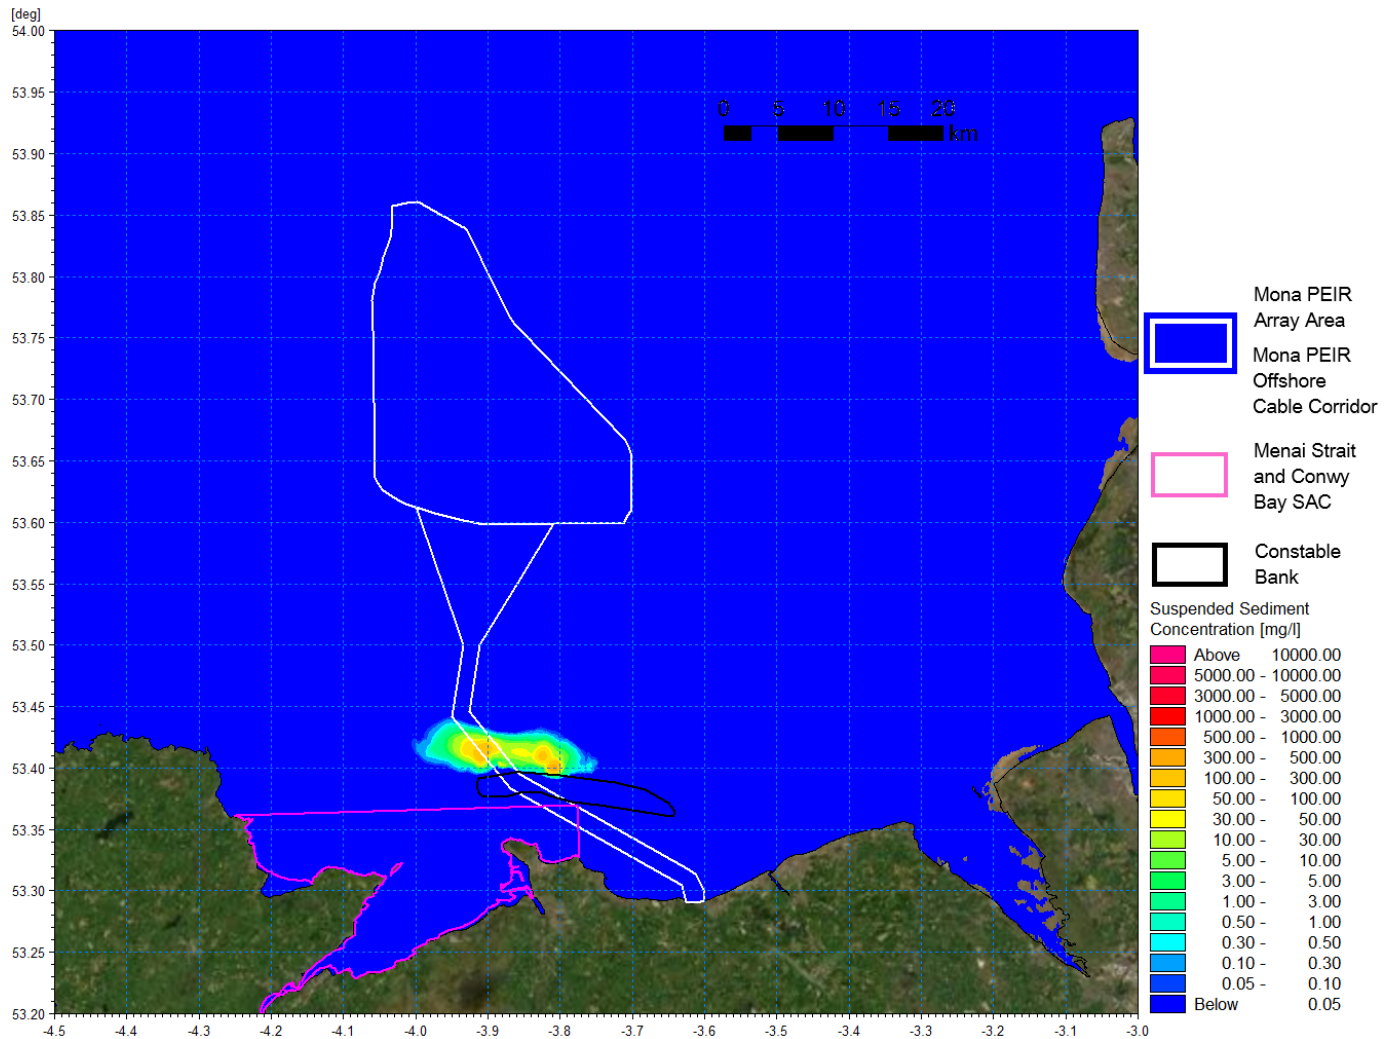 [deg]
54.00
53.95
53.90
53.85
53.80
53.75
53.70
53.65
53.60
53.55
53.50
53.45
53.40
53.35
53.30
53.25
53.20
-4.5 -4.4 -4.3 -4.2 -4.1 -4.0 -3.9 -3.8 -3.7 -3.6 -3.5 -3.4 -3.3 -3.2 -3.1 -3.0
0 5 10 15 20
km
Mona PEIR
Array Area
Mona PEIR
Offshore
Cable Corridor
Menai Strait
and Conwy
Bay SAC
Constable
Bank
Suspended Sediment
Concentration [mg/l]
Above 10000.00
5000.00 - 10000.00
3000.00 - 5000.00
1000.00 - 3000.00
500.00 - 1000.00
300.00 - 500.00
100.00 - 300.00
50.00 - 100.00
30.00 - 50.00
10.00 - 30.00
5.00 - 10.00
3.00 - 5.00
1.00 - 3.00
0.50 - 1.00
0.30 - 0.50
0.10 - 0.30
0.05 - 0.10
Below 0.05